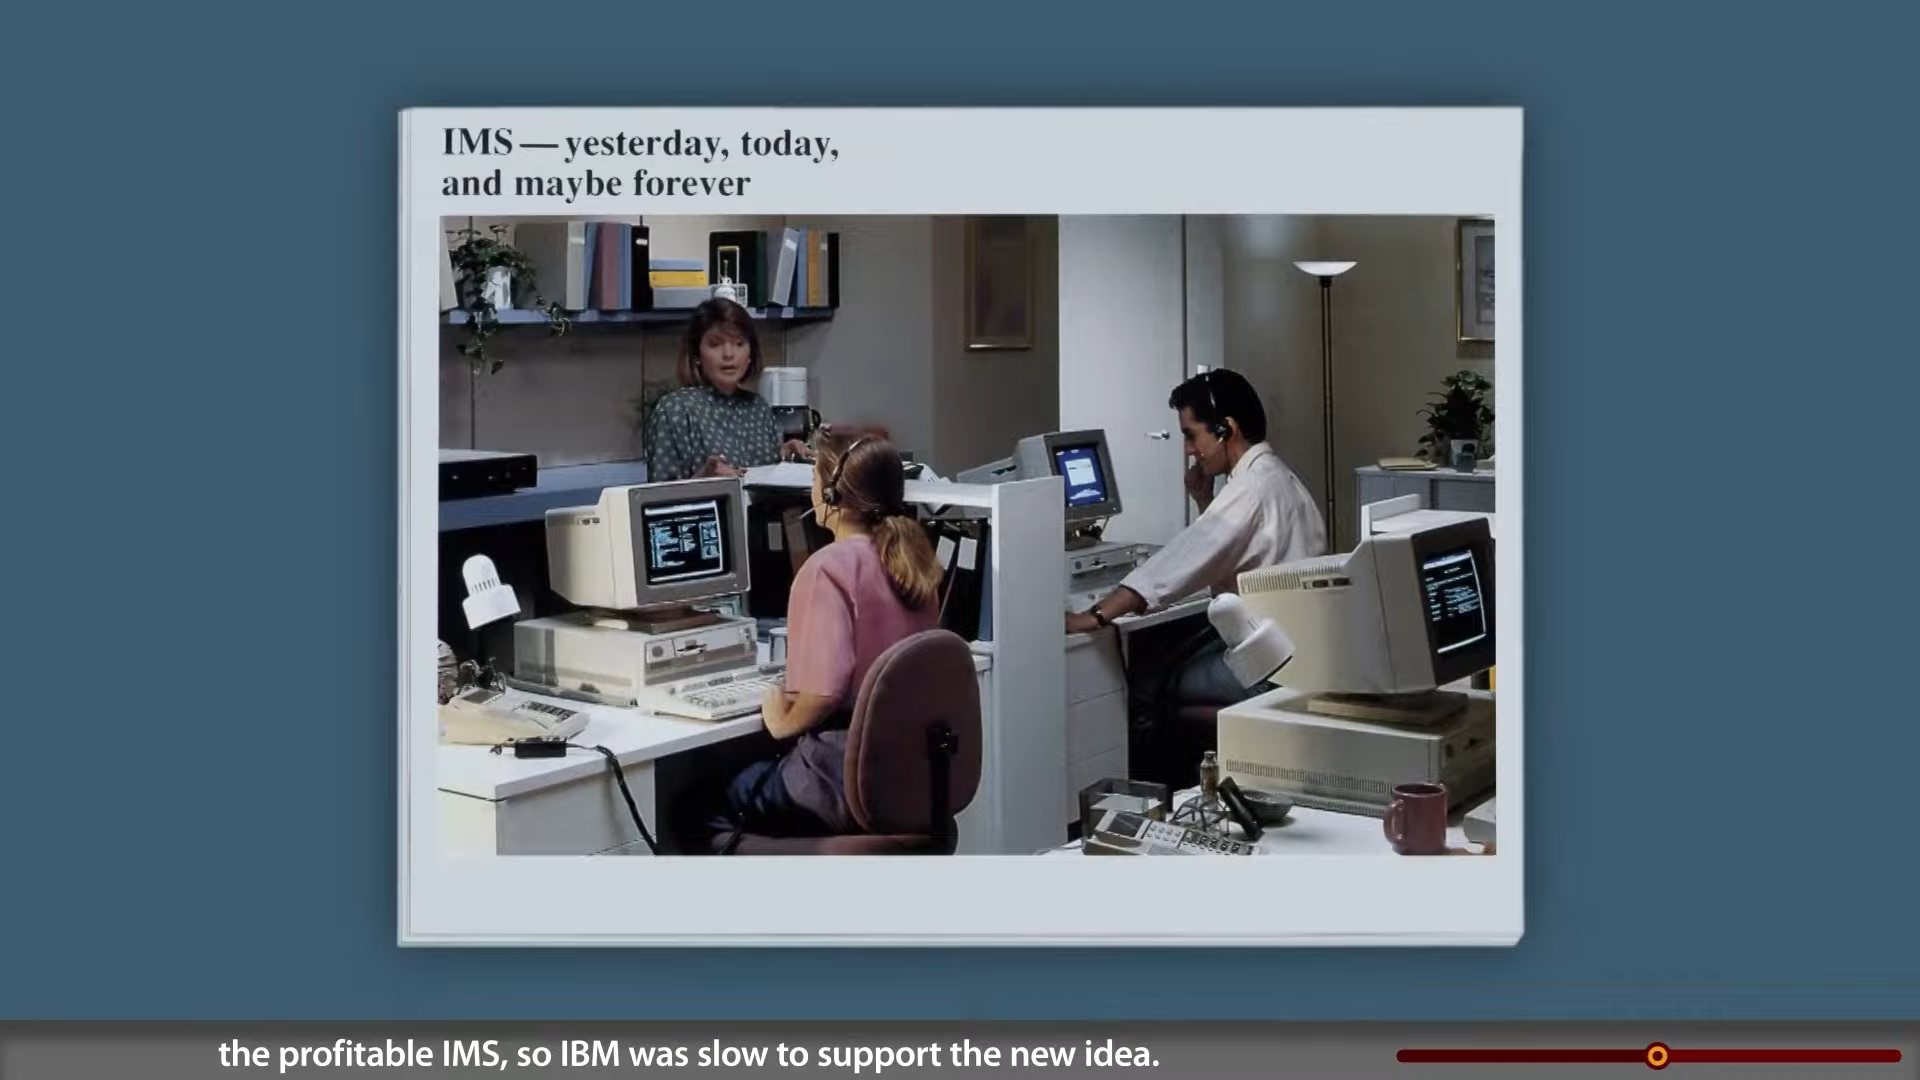 IMS — yesterday, today,
and maybe forever
the profitable IMS, so IBM was slow to support the new idea.